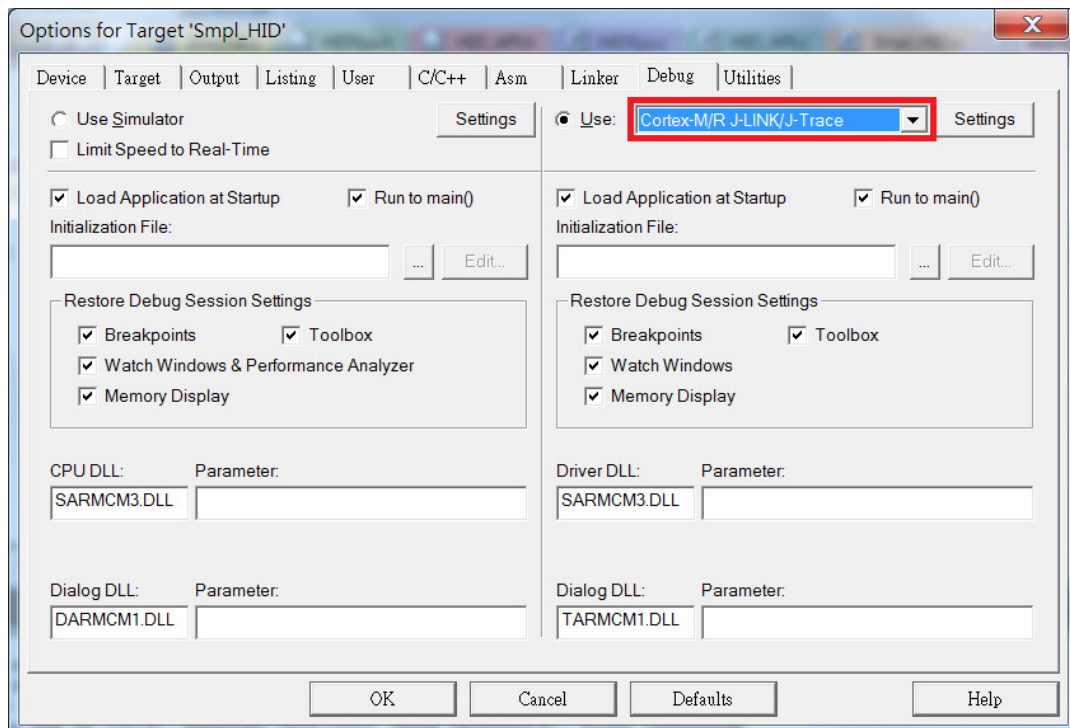 Options for Target 'Smpl_HID'
Device Target Output Listing User C/C++ Asm Linker Debug Utilities
Use Simulator Settings
Limit Speed to Real-Time
Use: Cortex-M/R J-LINK/J-Trace Settings
Load Application at Startup Run to main()
Initialization File:
... Edit...
Restore Debug Session Settings
Breakpoints Toolbox
Watch Windows & Performance Analyzer
Memory Display
CPU DLL: Parameter:
SARMCM3.DLL
Dialog DLL: Parameter:
DARMCM1.DLL
Load Application at Startup Run to main()
Initialization File:
... Edit...
Restore Debug Session Settings
Breakpoints Toolbox
Watch Windows
Memory Display
Driver DLL: Parameter:
SARMCM3.DLL
Dialog DLL: Parameter:
TARMCM1.DLL
OK Cancel Defaults Help